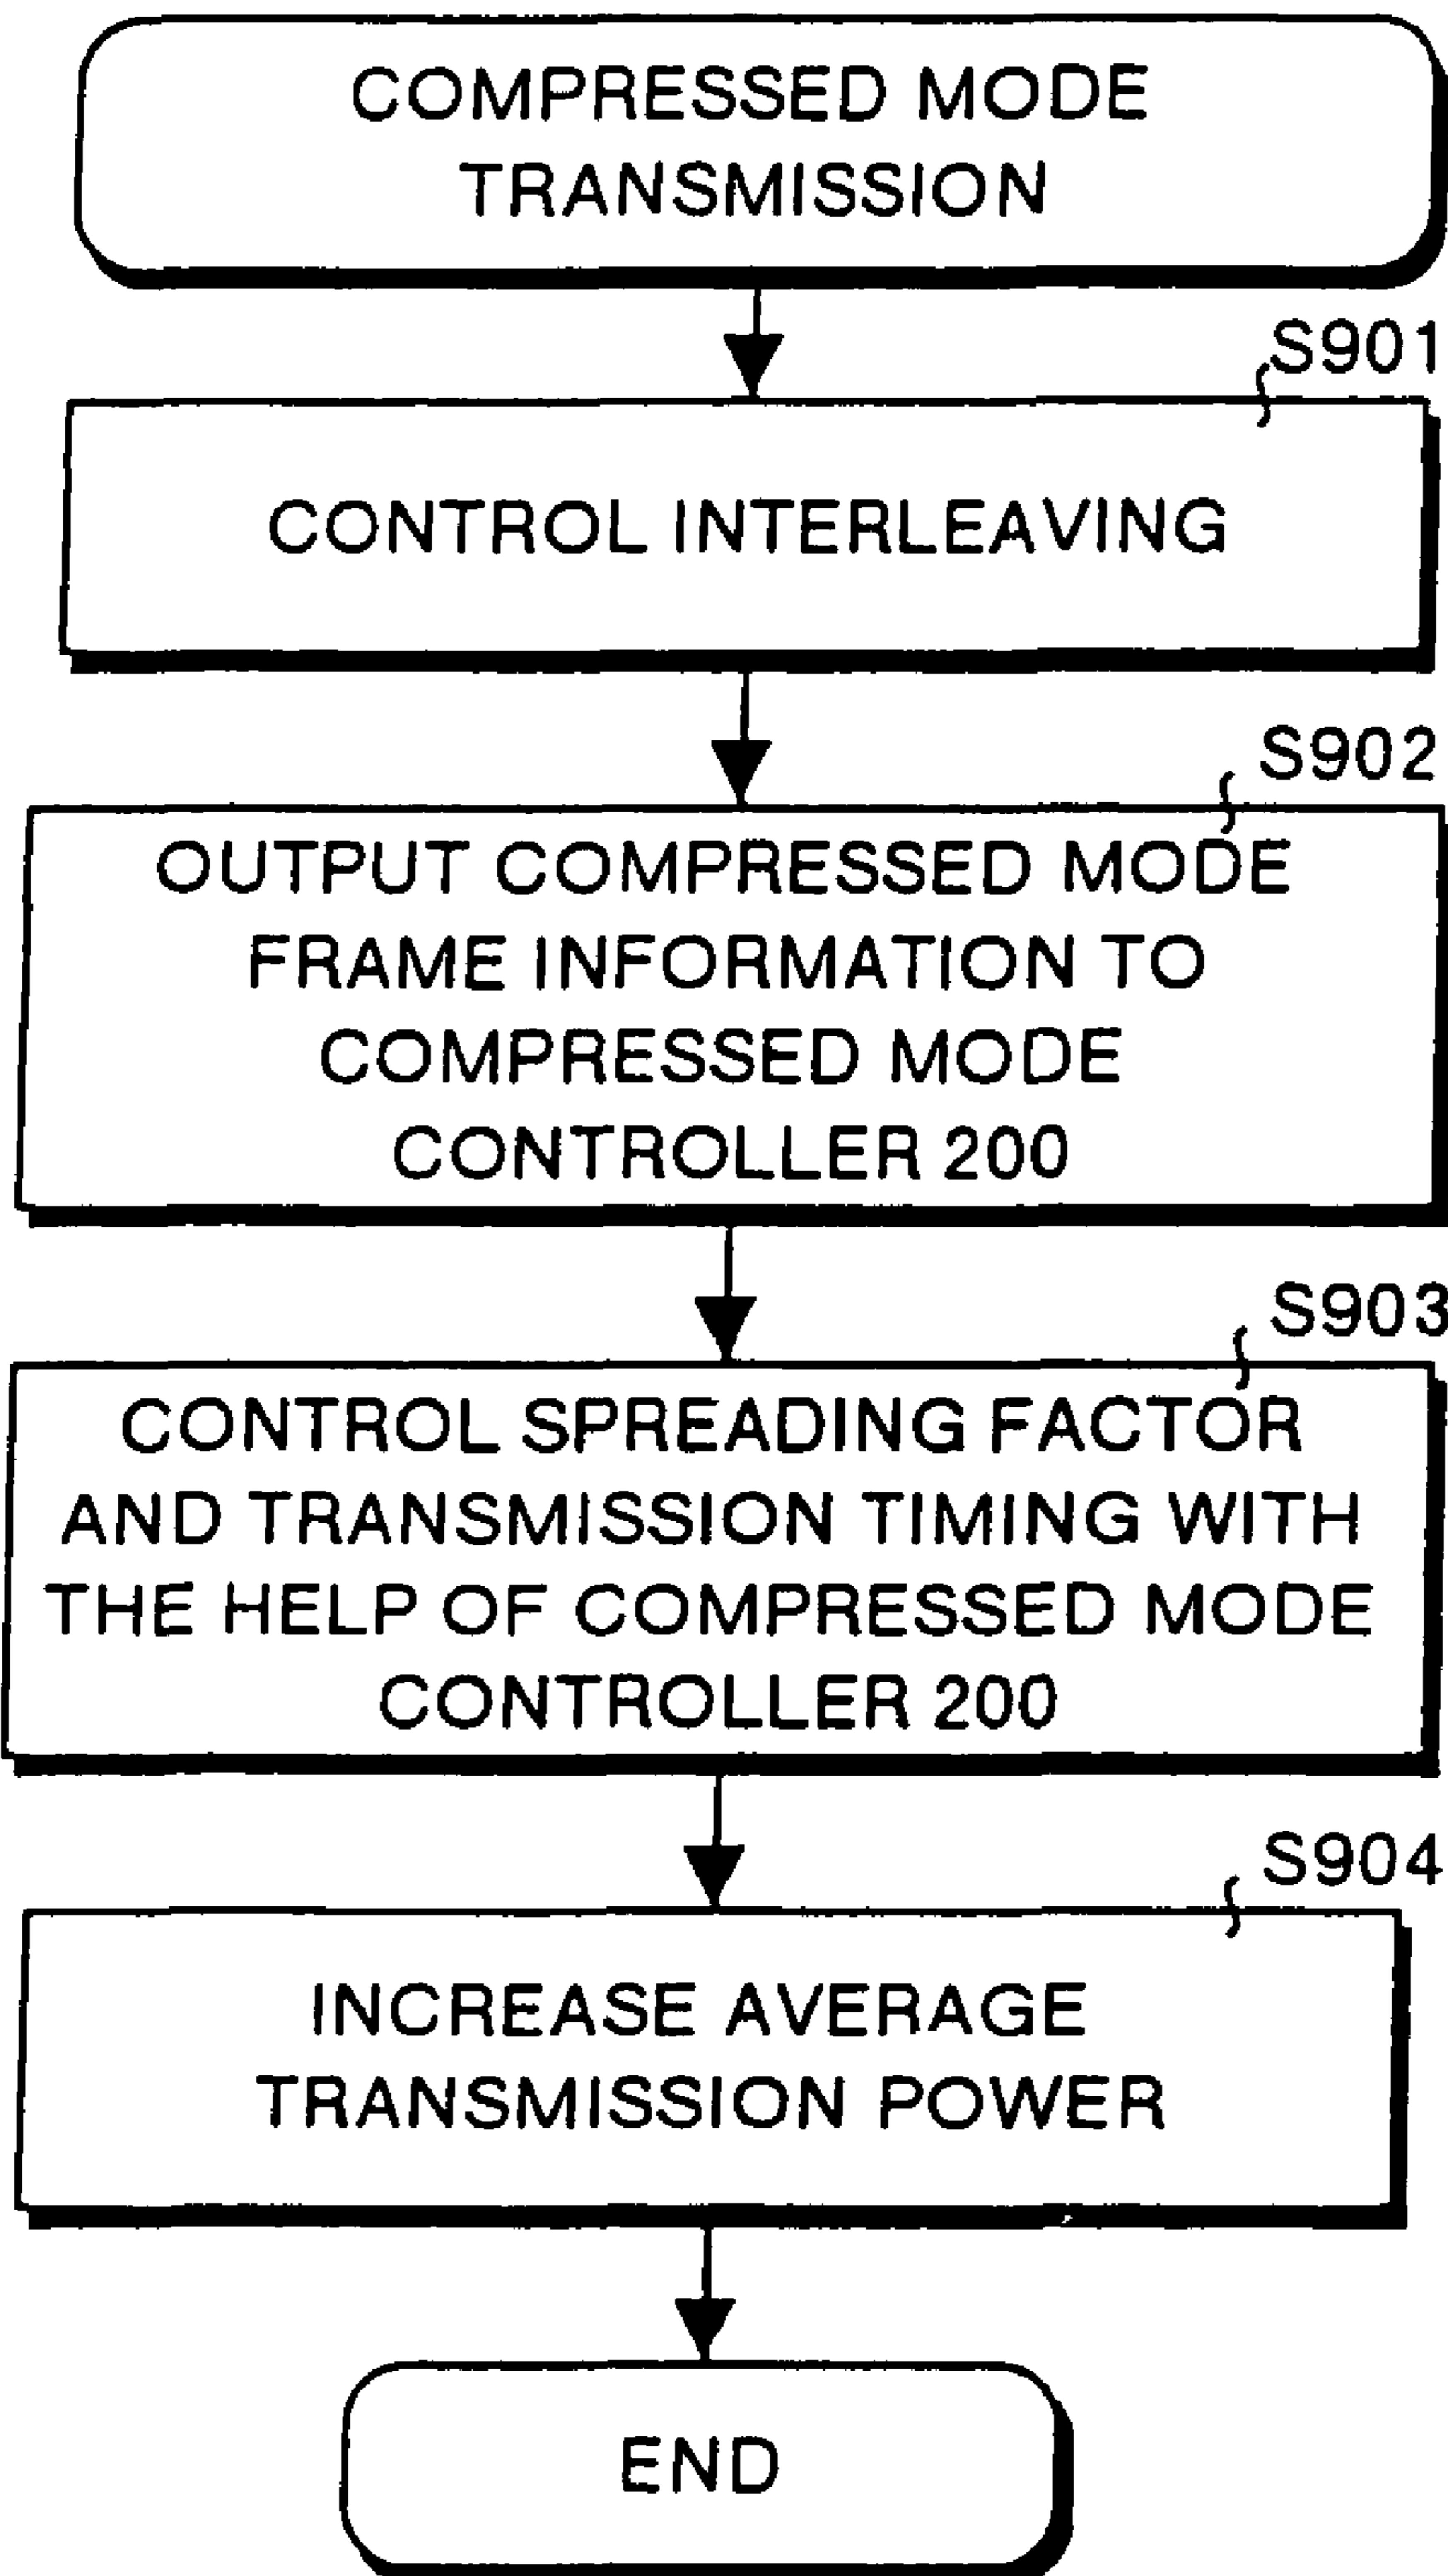 COMPRESSED MODE
TRANSMISSION
S901
CONTROL INTERLEAVING
S902
OUTPUT COMPRESSED MODE
FRAME INFORMATION TO
COMPRESSED MODE
CONTROLLER 200
S903
CONTROL SPREADING FACTOR
AND TRANSMISSION TIMING WITH
THE HELP OF COMPRESSED MODE
CONTROLLER 200
S904
INCREASE AVERAGE
TRANSMISSION POWER
END